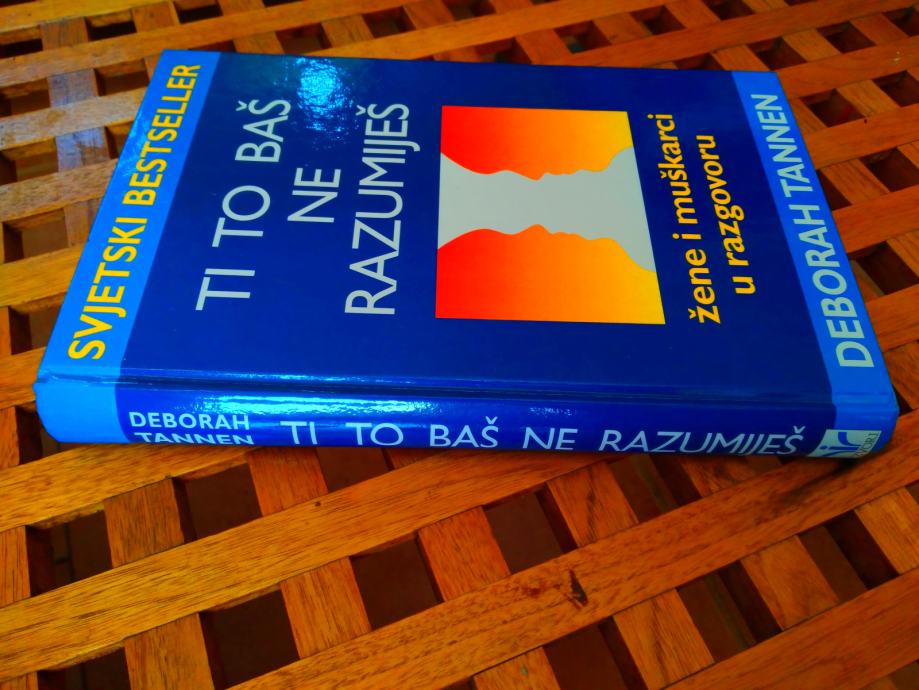 SVJETSKI BESTSELLER
TI TO BAŠ
NE
RAZUMIJEŠ
žene i muškarci
u razgovoru
DEBORAH TANNEN
DEBORAH
TANNEN
TI TO BAŠ NE RAZUMIJEŠ